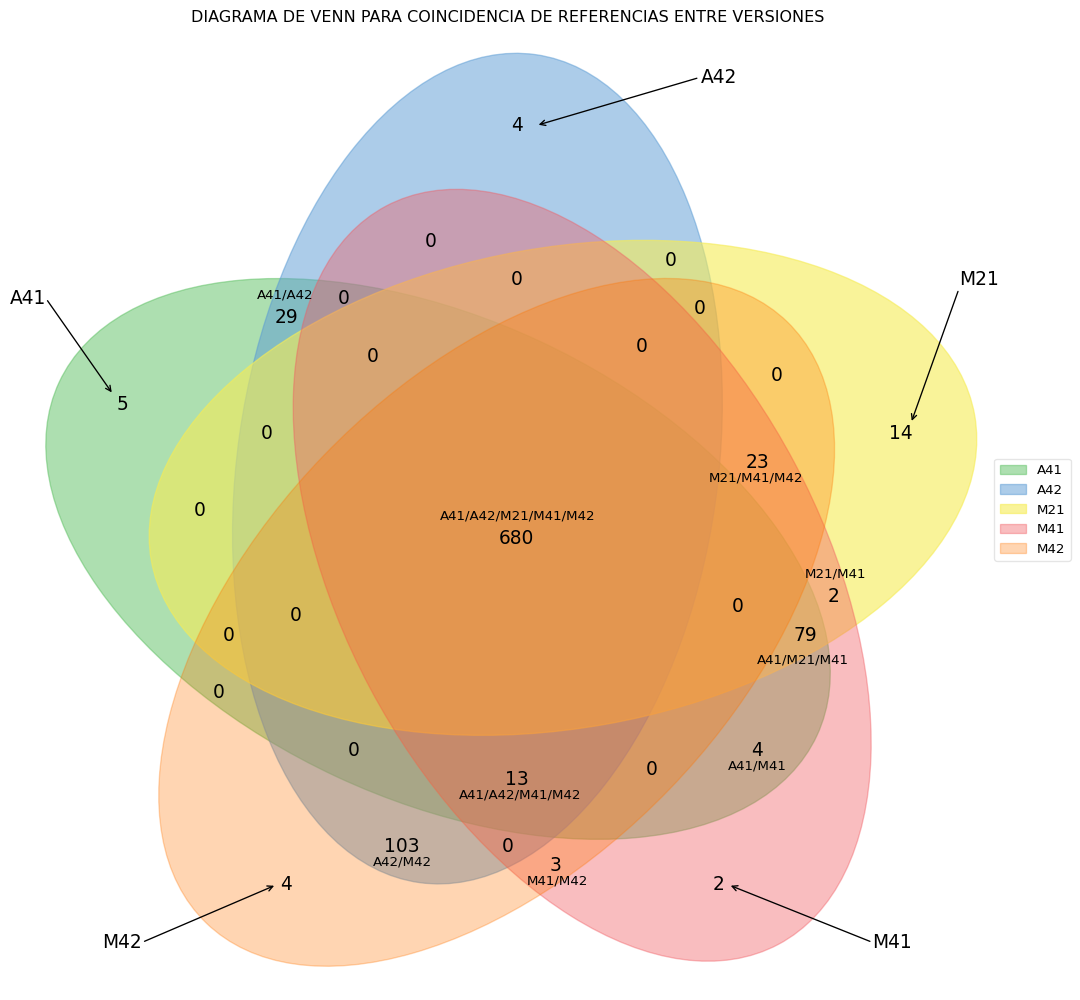 DIAGRAMA DE VENN PARA COINCIDENCIA DE REFERENCIAS ENTRE VERSIONES
A42
4
0
0
0
M21
A41
A41/A42
0
29
0
0
0
0
5
0
14
23
M21/M41/M42
A41
A42
M21
M41
M42
0
A41/A42/M21/M41/M42
680
M21/M41
2
0
0
0
79
A41/M21/M41
0
0
4
A41/M41
0
13
A41/A42/M41/M42
103
A42/M42
0
3
M41/M42
4
2
M42
M41